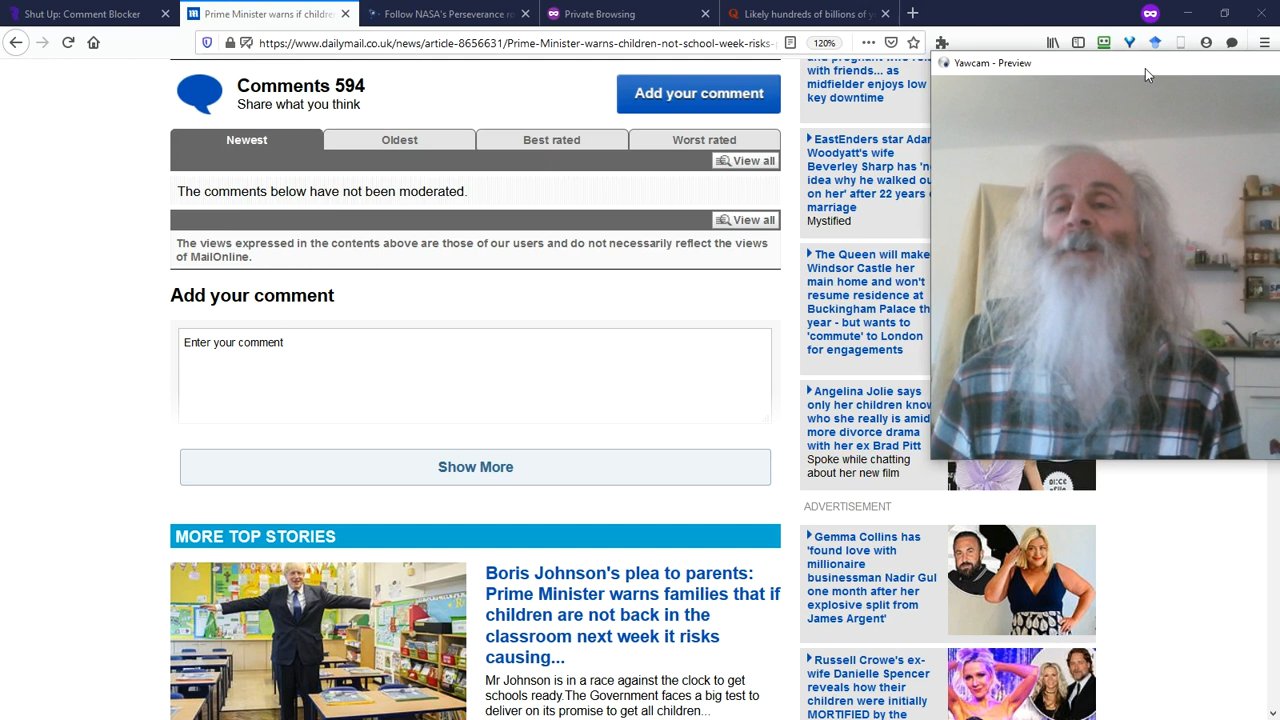 Shut Up: Comment Blocker
Prime Minister warns if childre
Follow NASA's Perseverance ro
Private Browsing
Likely hundreds of billions of y
https://www.dailymail.co.uk/news/article-8656631/Prime-Minister-warns-children-not-school-week-risks-
120%
Yawcam - Preview
Comments 594
Share what you think
Add your comment
Newest
Oldest
Best rated
Worst rated
View all
The comments below have not been moderated.
View all
The views expressed in the contents above are those of our users and do not necessarily reflect the views
of MailOnline.
Add your comment
Enter your comment
Show More
MORE TOP STORIES
Boris Johnson's plea to parents:
Prime Minister warns families that if
children are not back in the
classroom next week it risks
causing...
Mr Johnson is in a race against the clock to get
schools ready.The Government faces a big test to
deliver on its promise to get all children...
and pregnant wife
with friends... as
midfielder enjoys low
key downtime
EastEnders star Adar
Woodyatt's wife
Beverley Sharp has 'n
idea why he walked ou
on her' after 22 years
marriage
Mystified
The Queen will make
Windsor Castle her
main home and won't
resume residence at
Buckingham Palace th
year - but wants to
'commute' to London
for engagements
Angelina Jolie says
only her children know
who she really is amid
more divorce drama
with her ex Brad Pitt
Spoke while chatting
about her new film
ADVERTISEMENT
Gemma Collins has
'found love with
millionaire
businessman Nadir Gul
one month after her
explosive split from
James Argent'
Russell Crowe's ex-
wife Danielle Spencer
reveals how their
children were initially
MORTIFIED by the